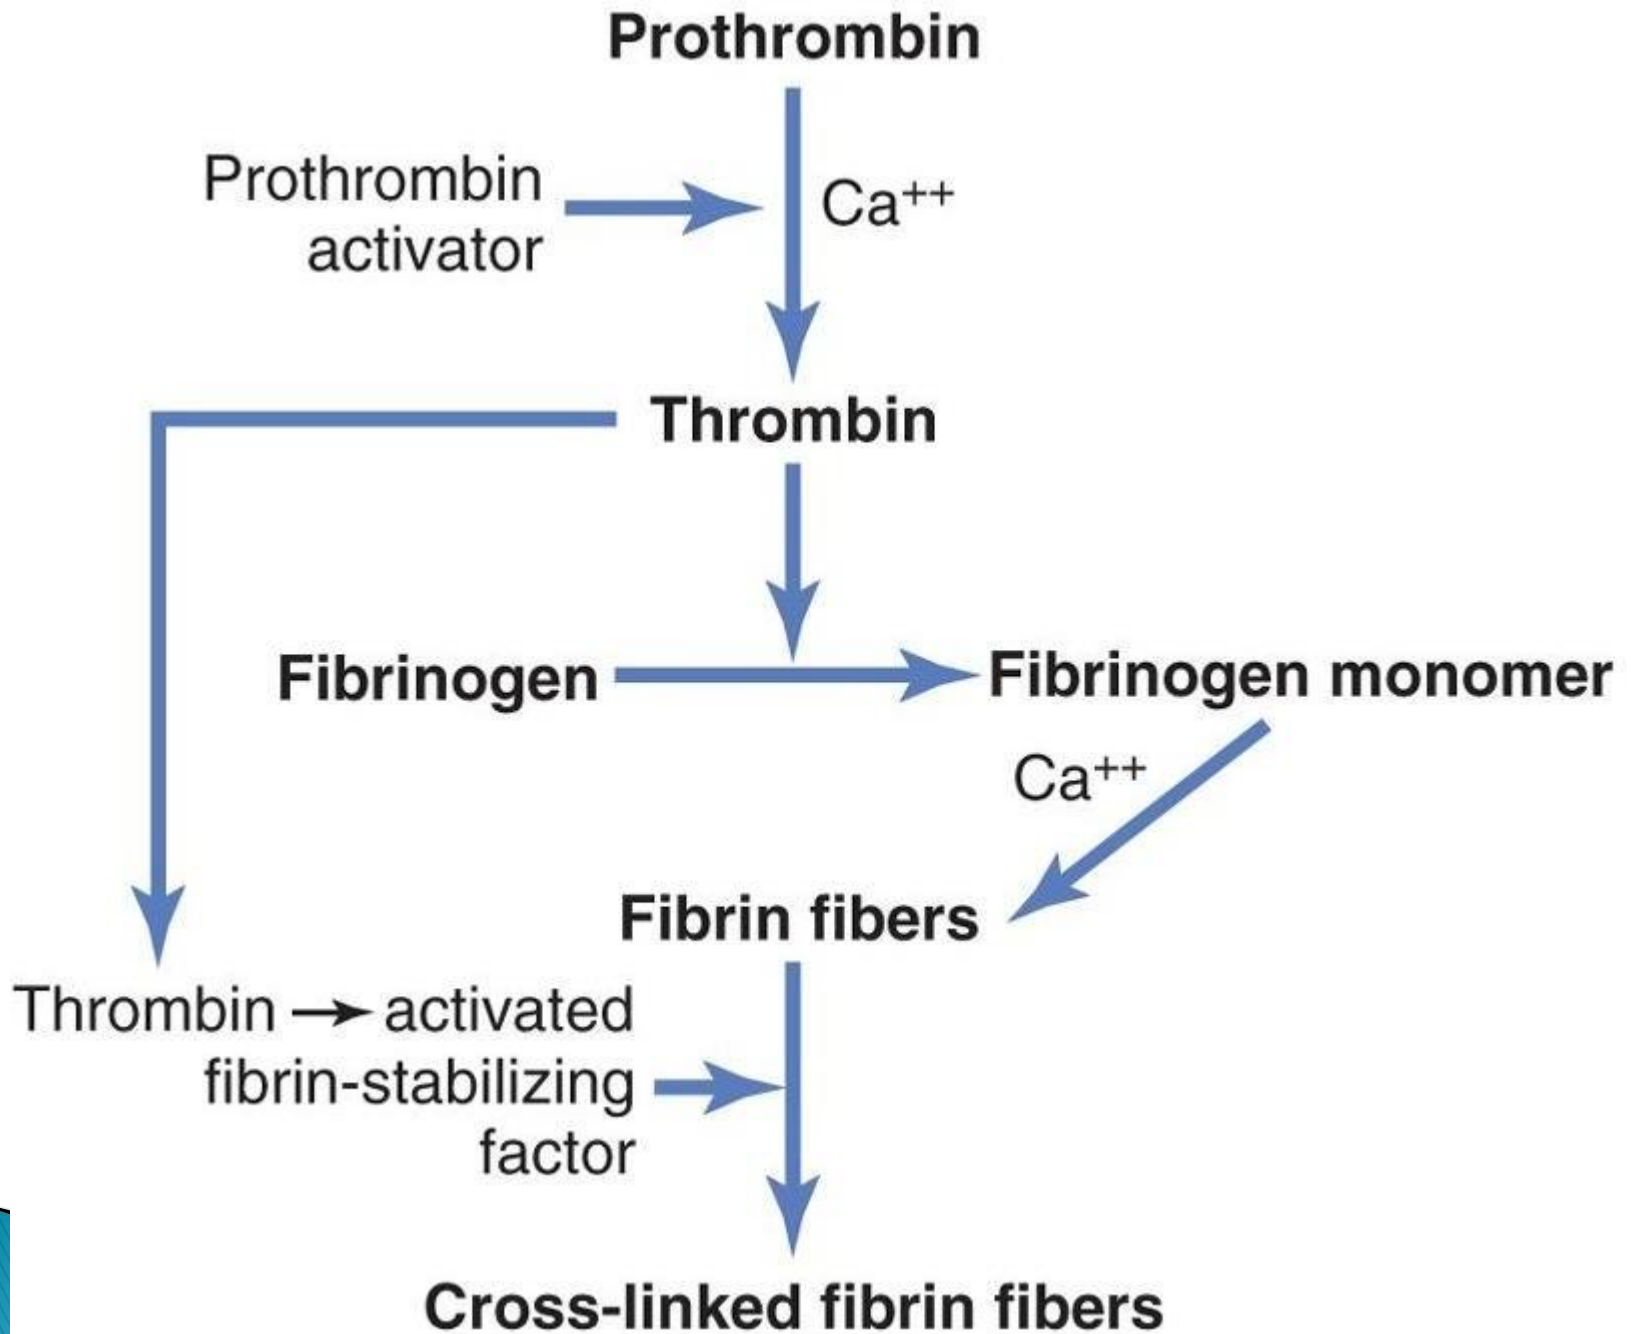 Prothrombin
Prothrombin
activator
Ca++
Thrombin
Fibrinogen
Fibrinogen monomer
Ca++
Fibrin fibers
Thrombin → activated
fibrin-stabilizing
factor
Cross-linked fibrin fibers